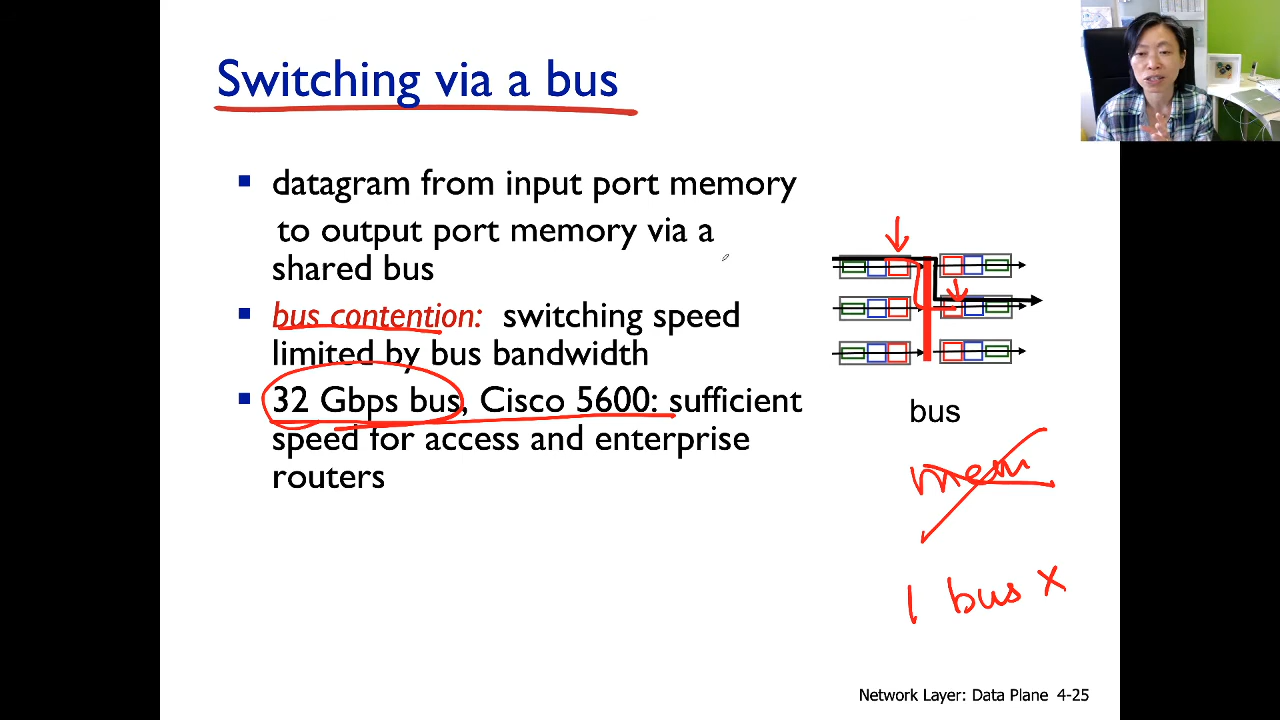 Switching via a bus
datagram from input port memory
to output port memory via a
shared bus
bus contention: switching speed
limited by bus bandwidth
32 Gbps bus, Cisco 5600: sufficient
speed for access and enterprise
routers
bus
mem
1 bus X
Network Layer: Data Plane 4-25